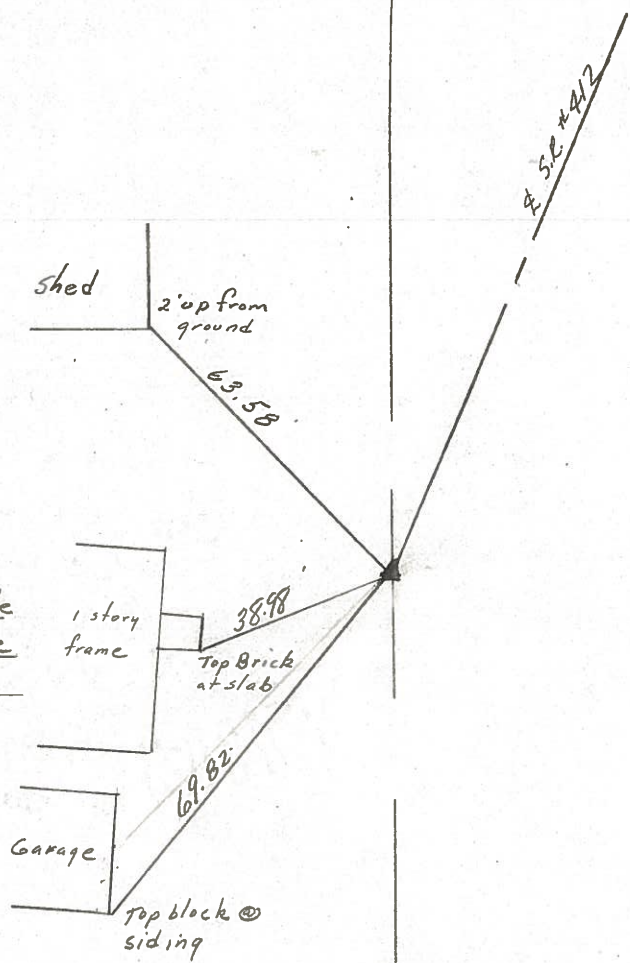 ℄ S.R. #412
Shed
2' up from
ground
63.58
1 story
frame
38.98
Top Brick
at slab
69.82
Garage
Top block @
siding